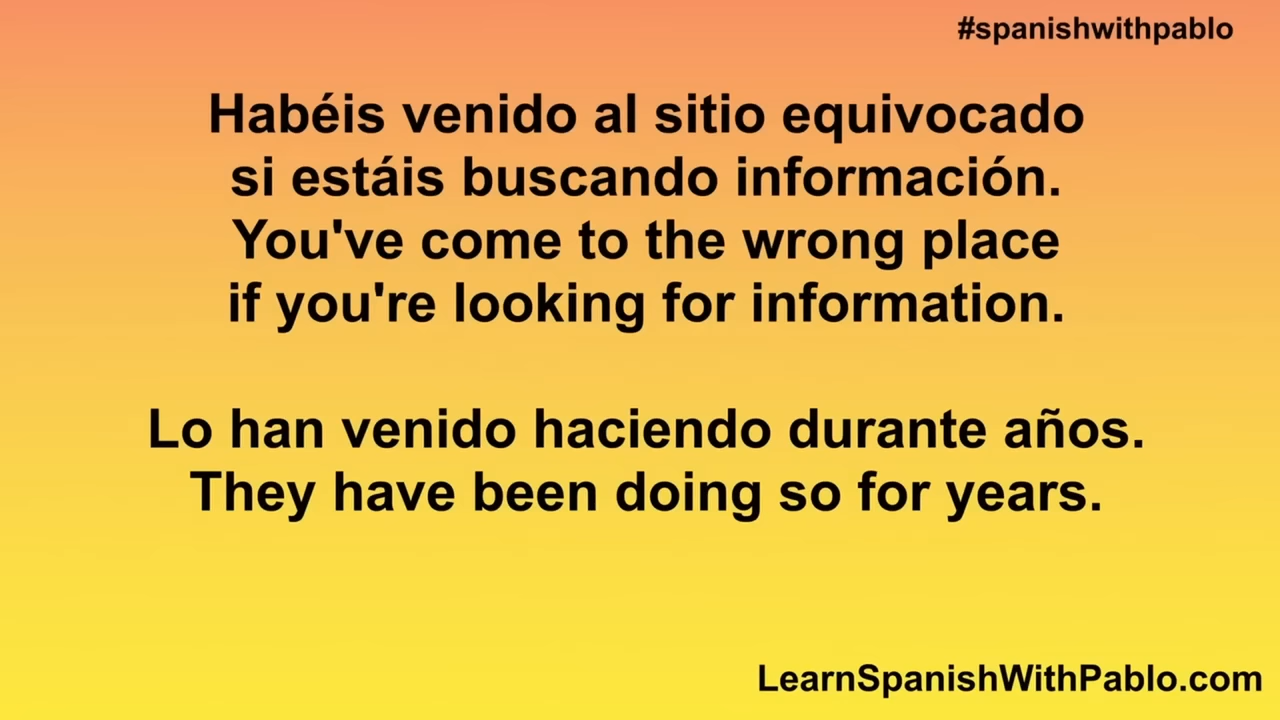 #spanishwithpablo
Habéis venido al sitio equivocado
si estáis buscando información.
You've come to the wrong place
if you're looking for information.
Lo han venido haciendo durante años.
They have been doing so for years.
LearnSpanishWithPablo.com